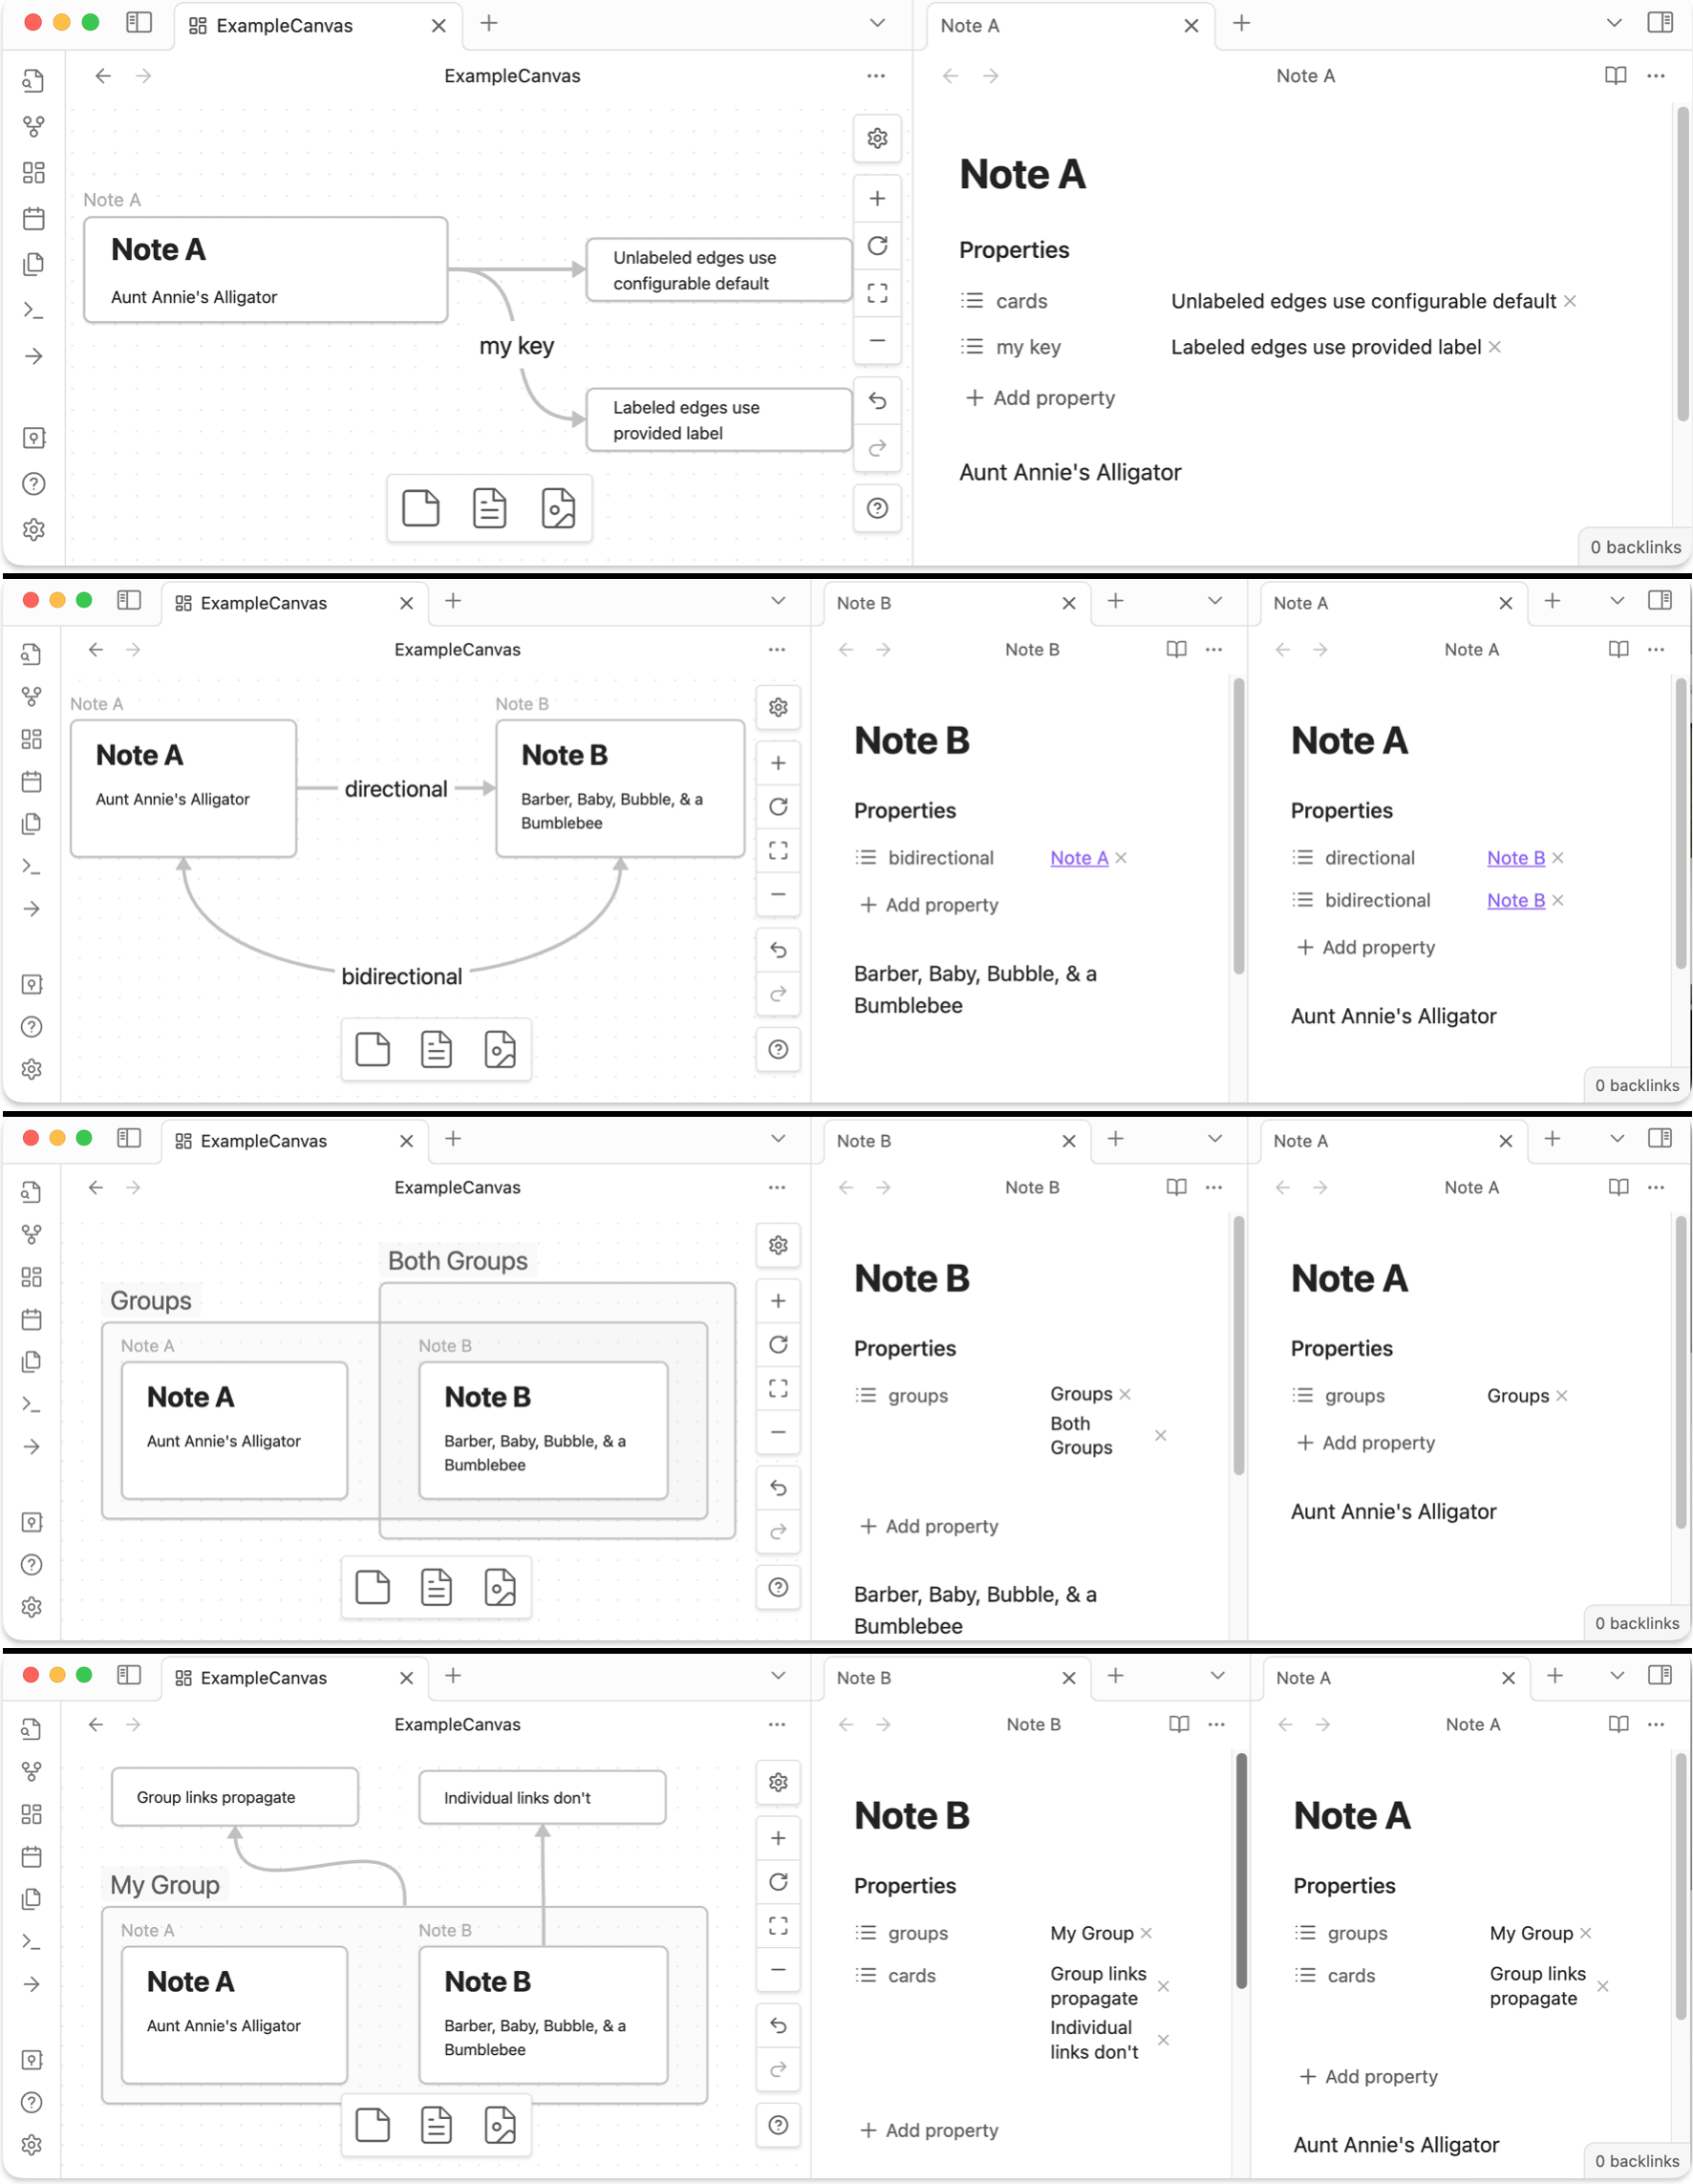 ExampleCanvas
Note A
ExampleCanvas
Note A
Note A
Note A
Aunt Annie's Alligator
Unlabeled edges use
configurable default
my key
Labeled edges use
provided label
Note A
Properties
cards Unlabeled edges use configurable default
my key Labeled edges use provided label
Add property
Aunt Annie's Alligator
0 backlinks
ExampleCanvas
Note B
Note A
ExampleCanvas
Note B
Note A
Note A
Note A
Aunt Annie's Alligator
directional
Note B
Note B
Barber, Baby, Bubble, & a
Bumblebee
bidirectional
Note B
Properties
bidirectional Note A
Add property
Barber, Baby, Bubble, & a
Bumblebee
Note A
Properties
directional Note B
bidirectional Note B
Add property
Aunt Annie's Alligator
0 backlinks
ExampleCanvas
Note B
Note A
ExampleCanvas
Note B
Note A
Both Groups
Groups
Note A
Note A
Aunt Annie's Alligator
Note B
Note B
Barber, Baby, Bubble, & a
Bumblebee
Note B
Properties
groups Groups
Both
Groups
Add property
Barber, Baby, Bubble, & a
Bumblebee
Note A
Properties
groups Groups
Add property
Aunt Annie's Alligator
0 backlinks
ExampleCanvas
Note B
Note A
ExampleCanvas
Note B
Note A
Group links propagate
Individual links don't
My Group
Note A
Note A
Aunt Annie's Alligator
Note B
Note B
Barber, Baby, Bubble, & a
Bumblebee
Note B
Properties
groups My Group
cards Group links
propagate
Individual
links don't
Add property
Note A
Properties
groups My Group
cards Group links
propagate
Add property
Aunt Annie's Alligator
0 backlinks